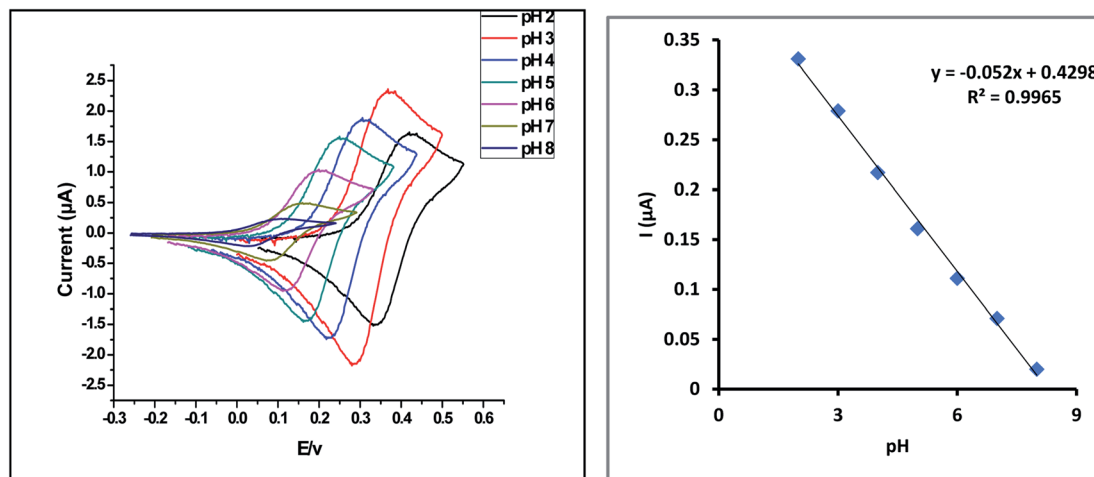 pH 2
pH 3
pH 4
pH 5
pH 6
pH 7
pH 8
2.5
2.0
1.5
1.0
0.5
0.0
-0.5
-1.0
-1.5
-2.0
-2.5
Current (µA)
-0.3 -0.2 -0.1 0.0 0.1 0.2 0.3 0.4 0.5 0.6
E/v
0.35
0.3
0.25
0.2
0.15
0.1
0.05
0
I (µA)
y = -0.052x + 0.4298
R² = 0.9965
0 3 6 9
pH